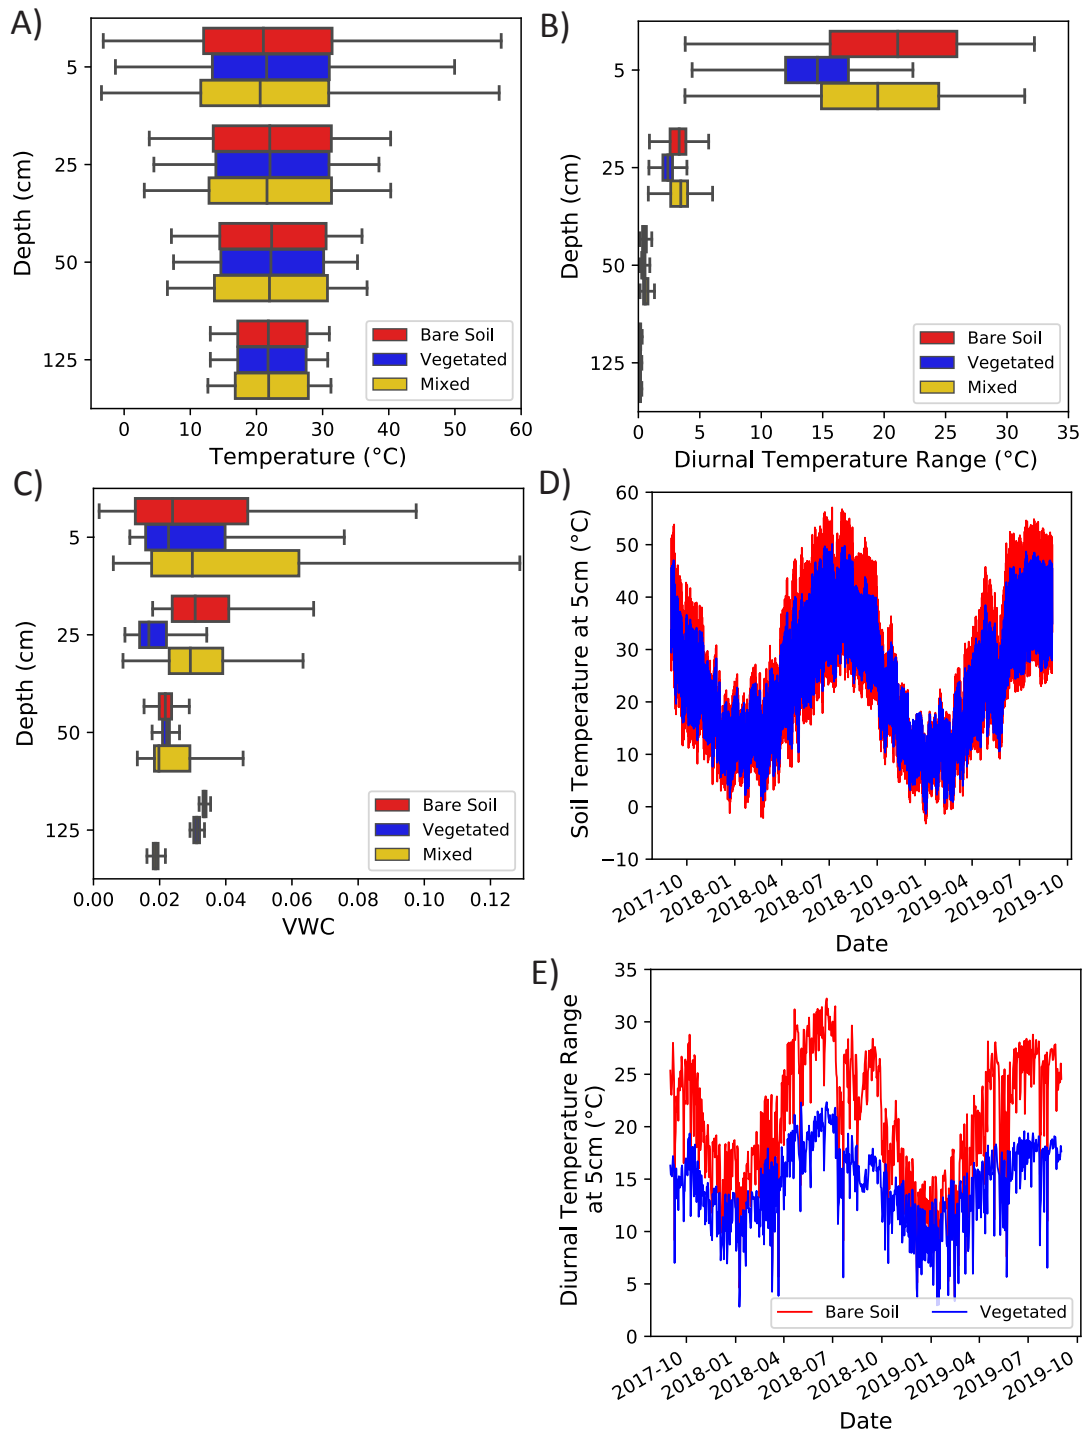 A)
5
25
50
125
Depth (cm)
Bare Soil
Vegetated
Mixed
0
10
20
30
40
50
60
Temperature (°C)
B)
5
25
50
125
Depth (cm)
Bare Soil
Vegetated
Mixed
0
5
10
15
20
25
30
35
Diurnal Temperature Range (°C)
C)
5
25
50
125
Depth (cm)
Bare Soil
Vegetated
Mixed
0.00
0.02
0.04
0.06
0.08
0.10
0.12
VWC
D)
60
50
40
30
20
10
0
−10
Soil Temperature at 5cm (°C)
2017-10
2018-01
2018-04
2018-07
2018-10
2019-01
2019-04
2019-07
2019-10
Date
E)
35
30
25
20
15
10
5
0
Diurnal Temperature Range
at 5cm (°C)
Bare Soil
Vegetated
2017-10
2018-01
2018-04
2018-07
2018-10
2019-01
2019-04
2019-07
2019-10
Date